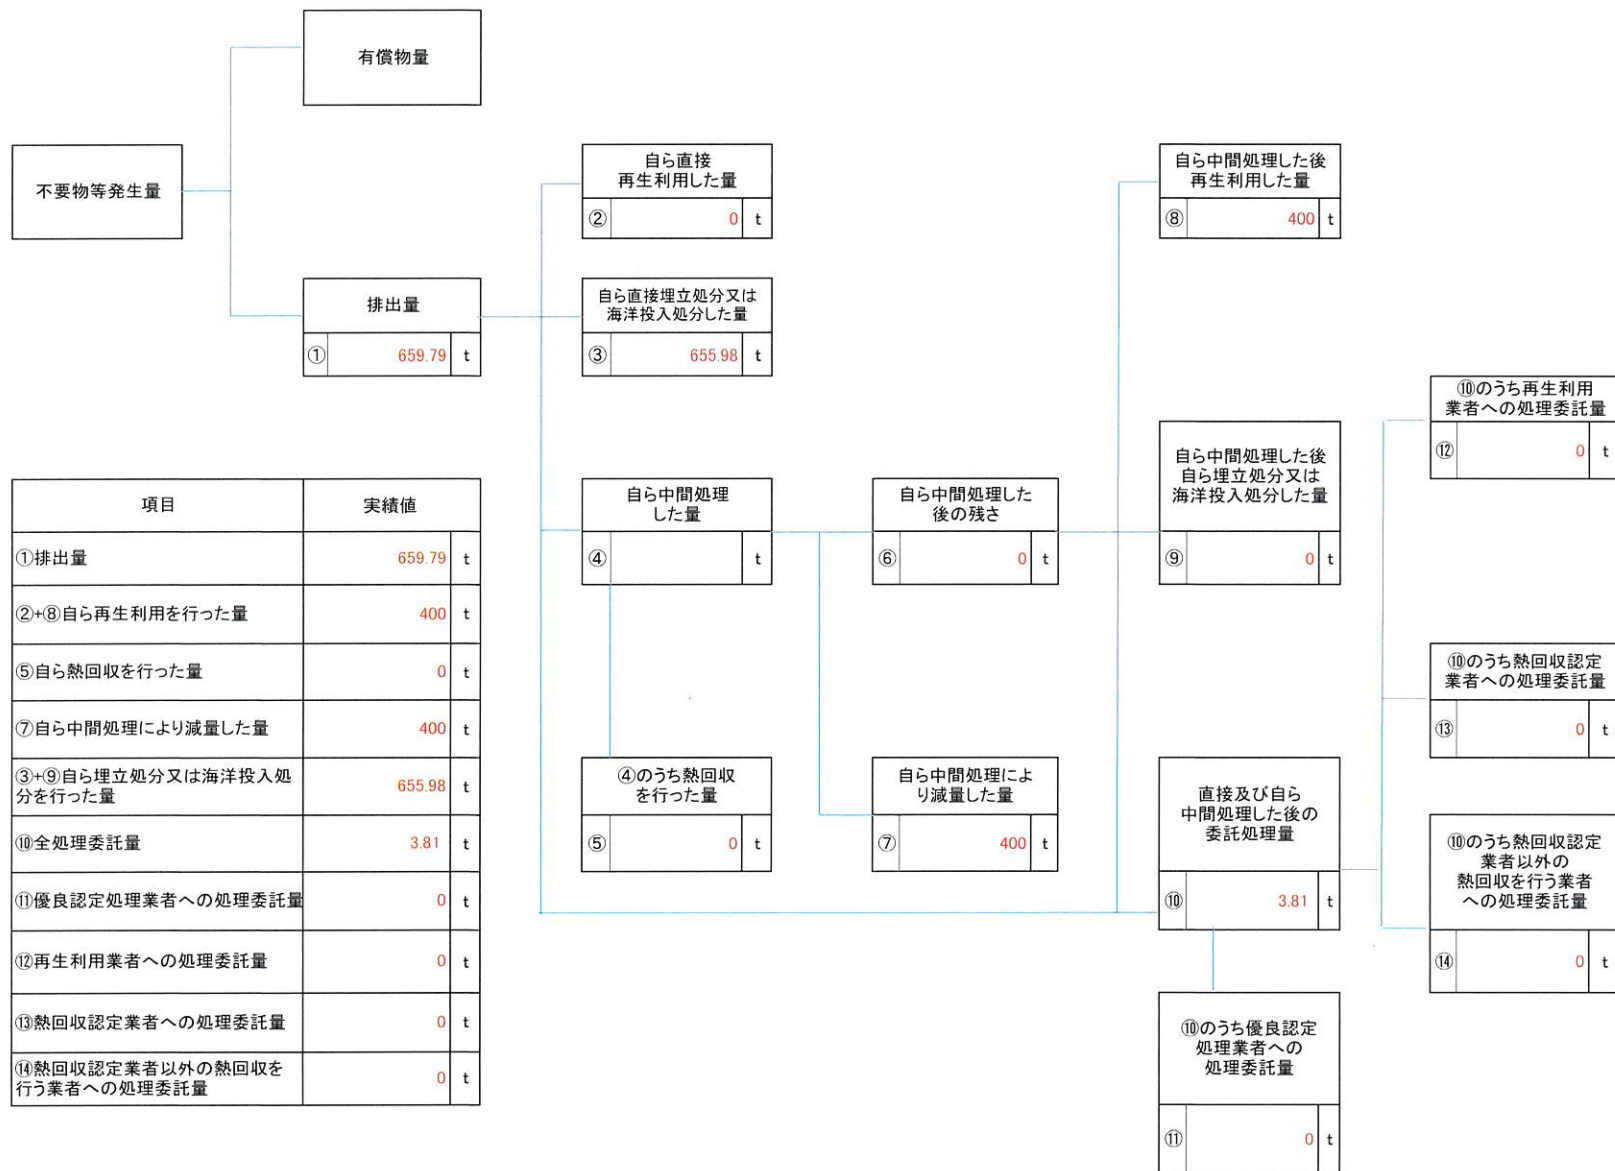 有償物量
不要物等発生量
排出量
① 659.79 t
自ら直接
再生利用した量
② 0 t
自ら直接埋立処分又は
海洋投入処分した量
③ 655.98 t
自ら中間処理
した量
④ t
④のうち熱回収
を行った量
⑤ 0 t
自ら中間処理した
後の残さ
⑥ 0 t
自ら中間処理によ
り減量した量
⑦ 400 t
自ら中間処理した後
再生利用した量
⑧ 400 t
自ら中間処理した後
自ら埋立処分又は
海洋投入処分した量
⑨ 0 t
直接及び自ら
中間処理した後の
委託処理量
⑩ 3.81 t
⑩のうち優良認定
処理業者への
処理委託量
⑪ 0 t
⑩のうち再生利用
業者への処理委託量
⑫ 0 t
⑩のうち熱回収認定
業者への処理委託量
⑬ 0 t
⑩のうち熱回収認定
業者以外の
熱回収を行う業者
への処理委託量
⑭ 0 t
項目 実績値
①排出量 659.79 t
②+⑧自ら再生利用を行った量 400 t
⑤自ら熱回収を行った量 0 t
⑦自ら中間処理により減量した量 400 t
③+⑨自ら埋立処分又は海洋投入処
分を行った量 655.98 t
⑩全処理委託量 3.81 t
⑪優良認定処理業者への処理委託量 0 t
⑫再生利用業者への処理委託量 0 t
⑬熱回収認定業者への処理委託量 0 t
⑭熱回収認定業者以外の熱回収を
行う業者への処理委託量 0 t